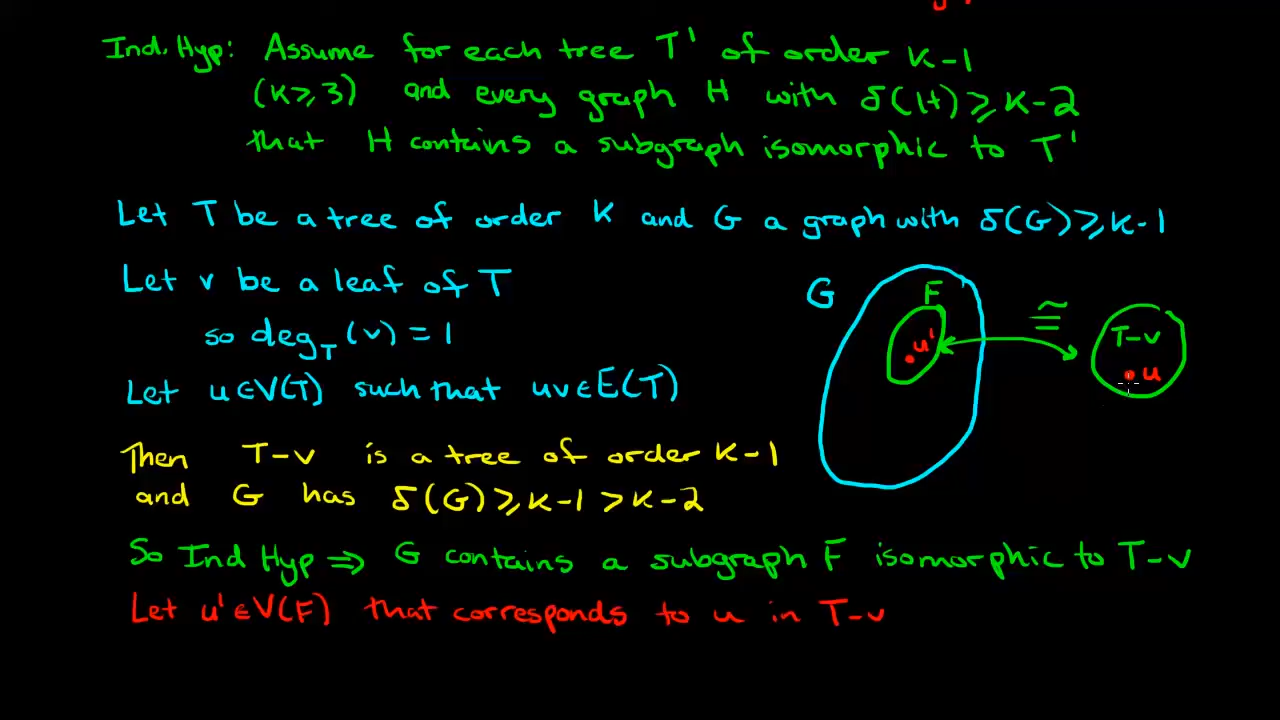 Ind. Hyp: Assume for each tree T' of order k-1
(k≥3) and every graph H with δ(H)≥k-2
that H contains a subgraph isomorphic to T'
Let T be a tree of order k and G a graph with δ(G)≥k-1
Let v be a leaf of T
so deg_T(v) = 1
Let u∈V(T) such that uv∈E(T)
G
F
u'
≅
T-v
u
Then T-v is a tree of order k-1
and G has δ(G)≥k-1>k-2
So Ind Hyp ⇒ G contains a subgraph F isomorphic to T-v
Let u'∈V(F) that corresponds to u in T-v